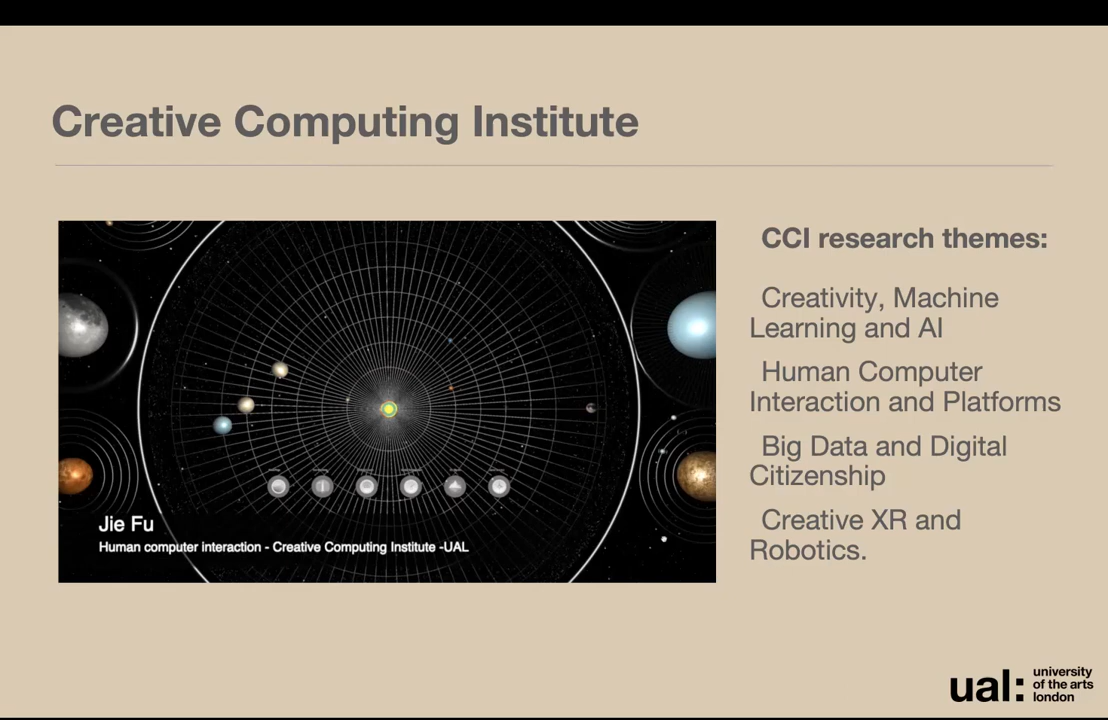 Creative Computing Institute
CCI research themes:
Creativity, Machine
Learning and AI
Human Computer
Interaction and Platforms
Big Data and Digital
Citizenship
Creative XR and
Robotics.
Jie Fu
Human computer interaction - Creative Computing Institute -UAL
ual:
university
of the arts
london